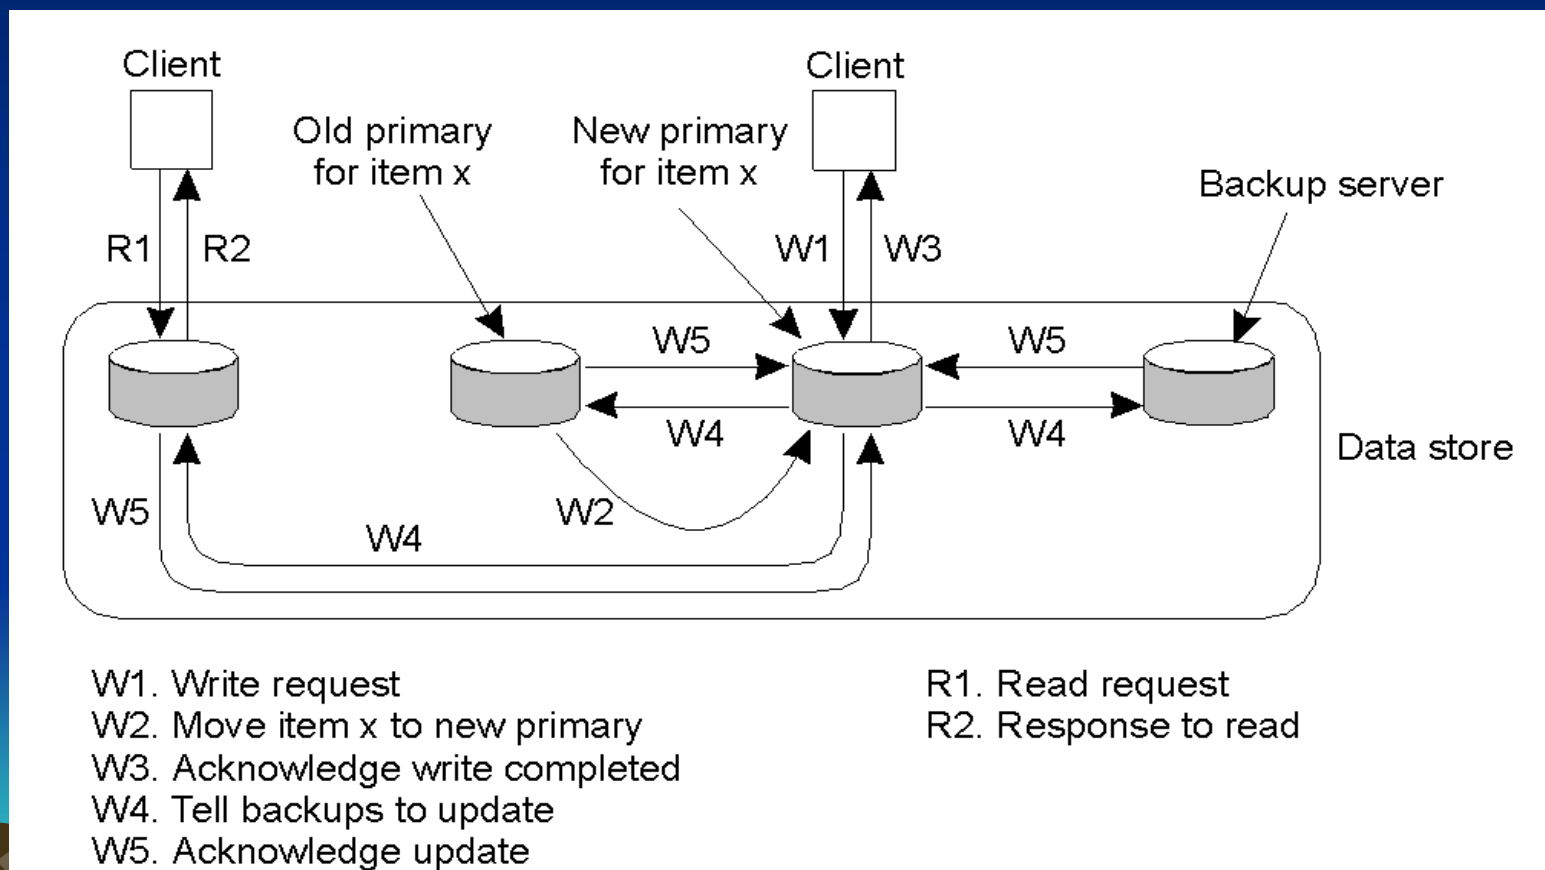 Client
Client
Old primary
for item x
New primary
for item x
Backup server
R1
R2
W1
W3
W5
W5
W4
W4
Data store
W5
W2
W4
W1. Write request
W2. Move item x to new primary
W3. Acknowledge write completed
W4. Tell backups to update
W5. Acknowledge update
R1. Read request
R2. Response to read